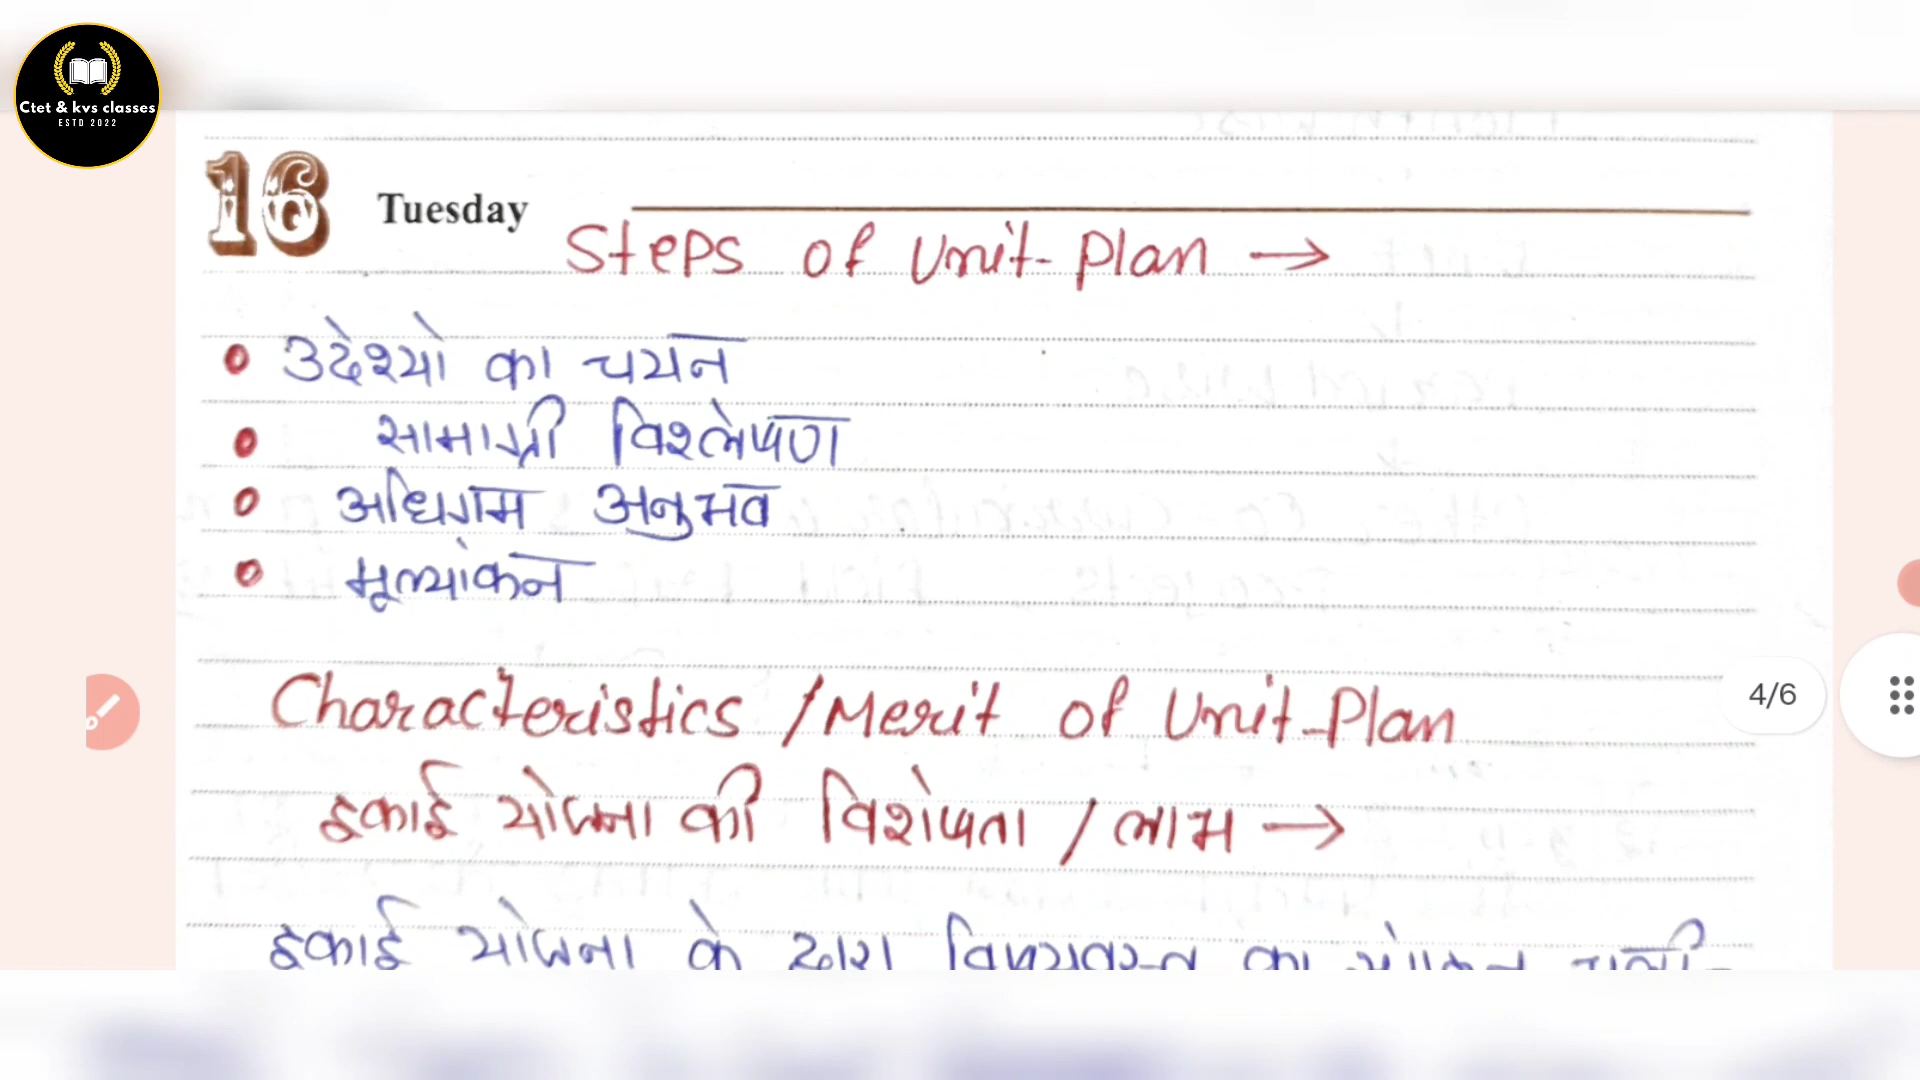 Ctet & kvs classes
ESTD 2022
16 Tuesday
Steps of Unit-Plan →
उदेश्यो का चयन
सामाग्री विश्लेषण
अधिगम अनुभव
मूल्यांकन
Characteristics / Merit of Unit-Plan
4/6
इकाई योजना की विशेषता / लाभ →
इकाई योजना के द्वारा विषयवस्तु का